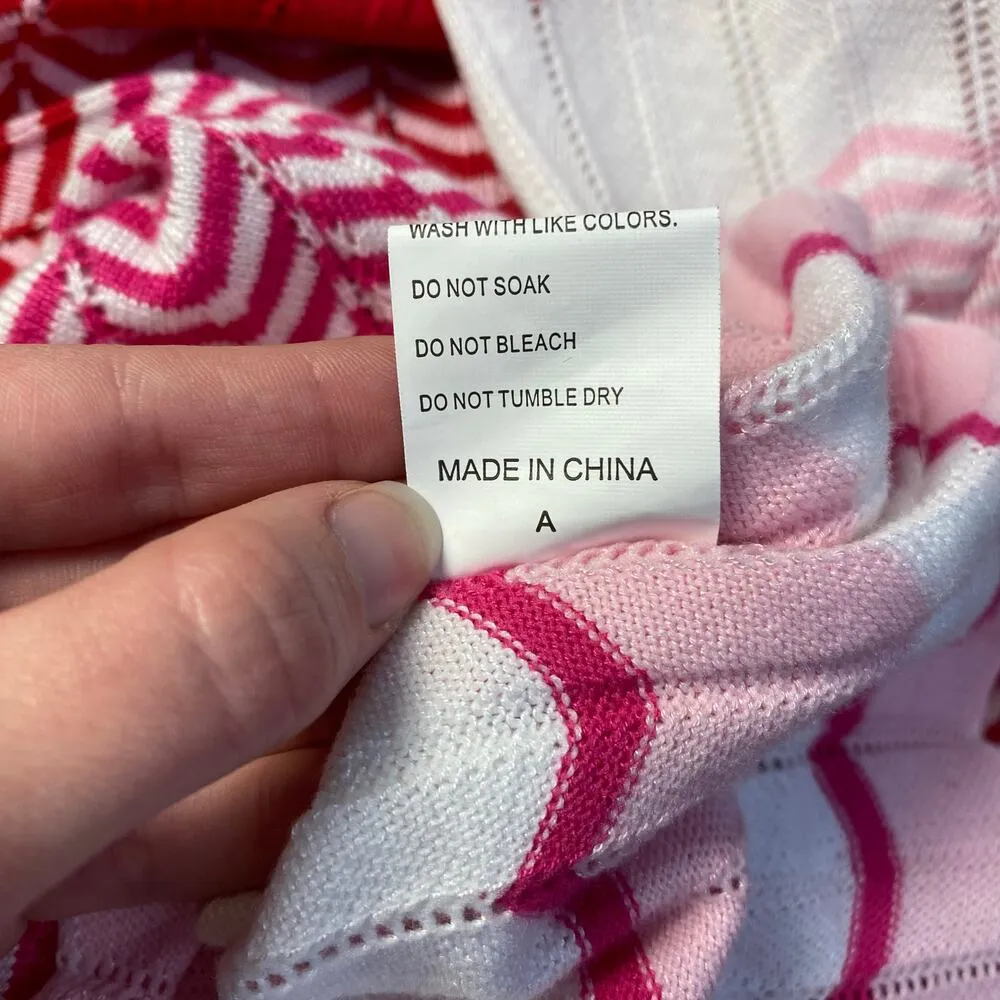 WASH WITH LIKE COLORS.
DO NOT SOAK
DO NOT BLEACH
DO NOT TUMBLE DRY
MADE IN CHINA
A